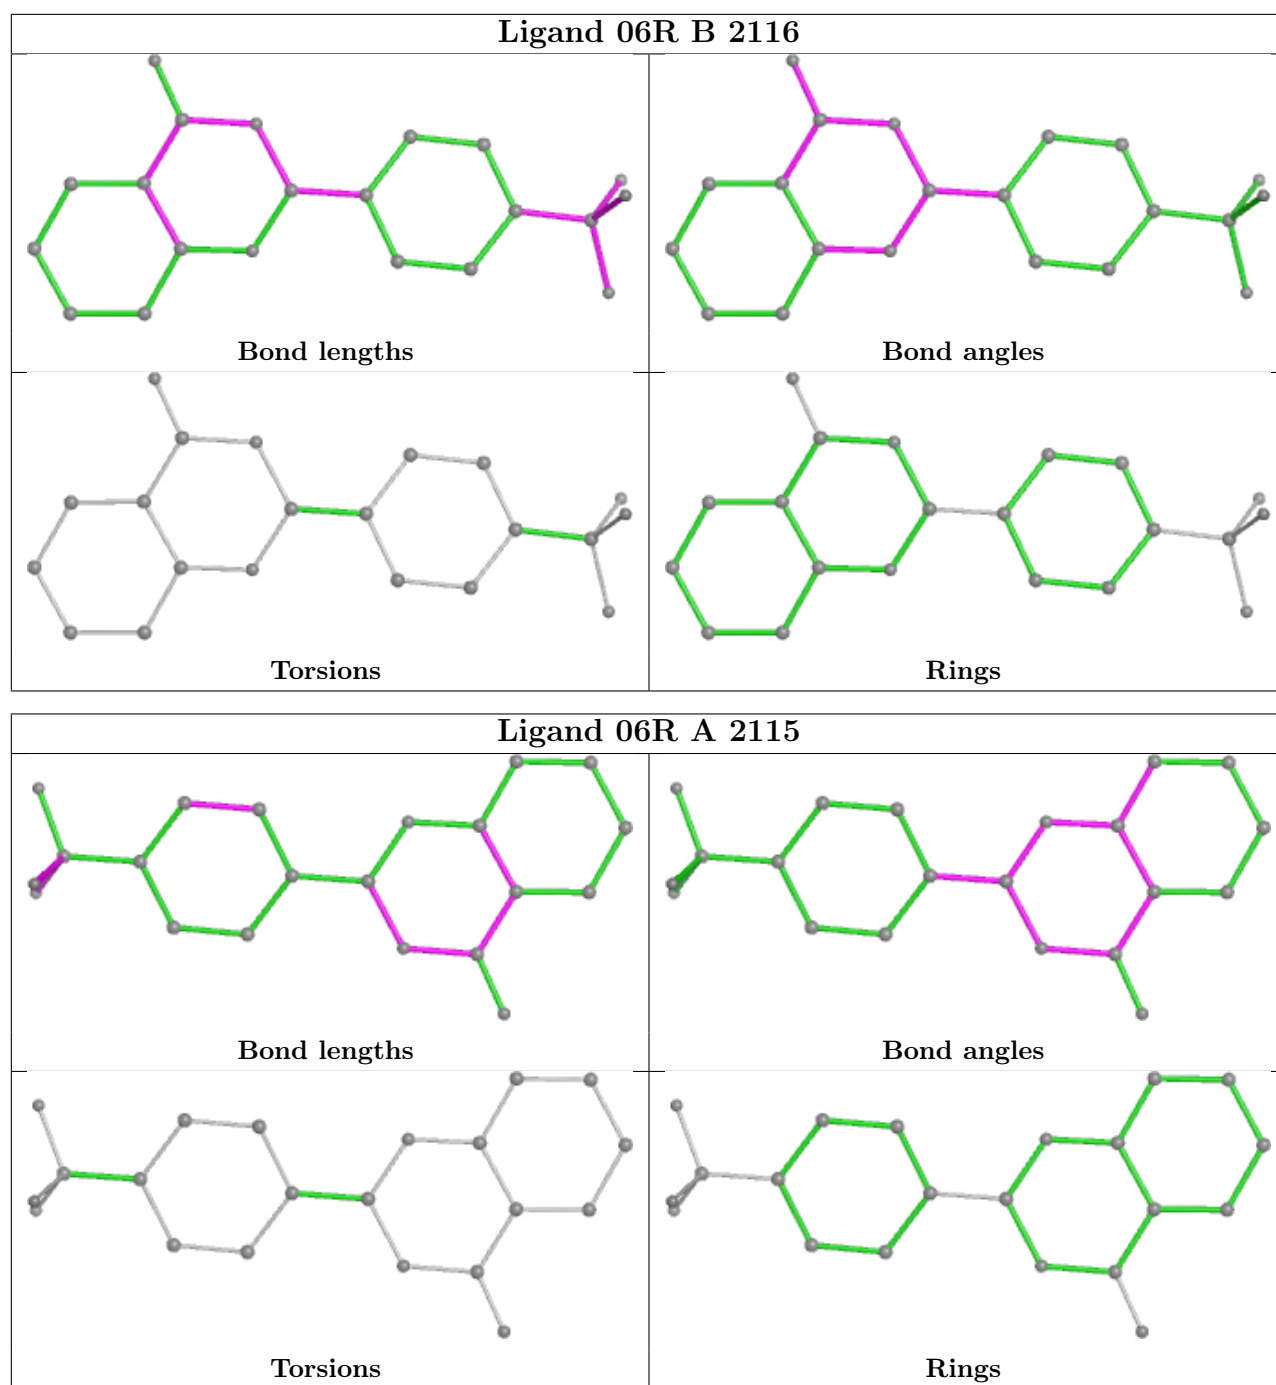 Ligand 06R B 2116
Bond lengths
Bond angles
Torsions
Rings
Ligand 06R A 2115
Bond lengths
Bond angles
Torsions
Rings